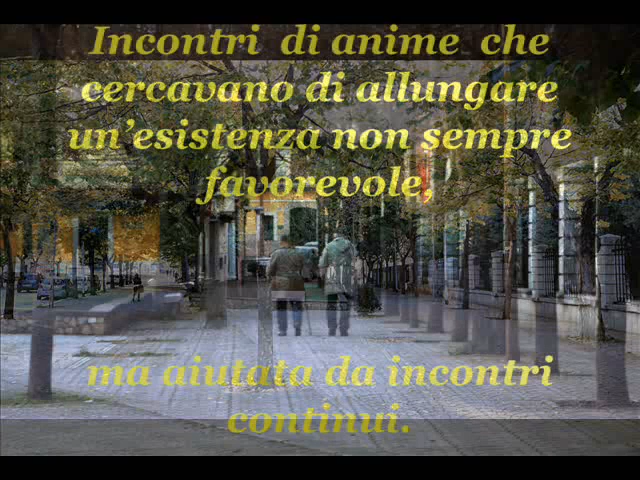 Incontri di anime che
cercavano di allungare
un'esistenza non sempre
favorevole,
ma aiutata da incontri
continui.